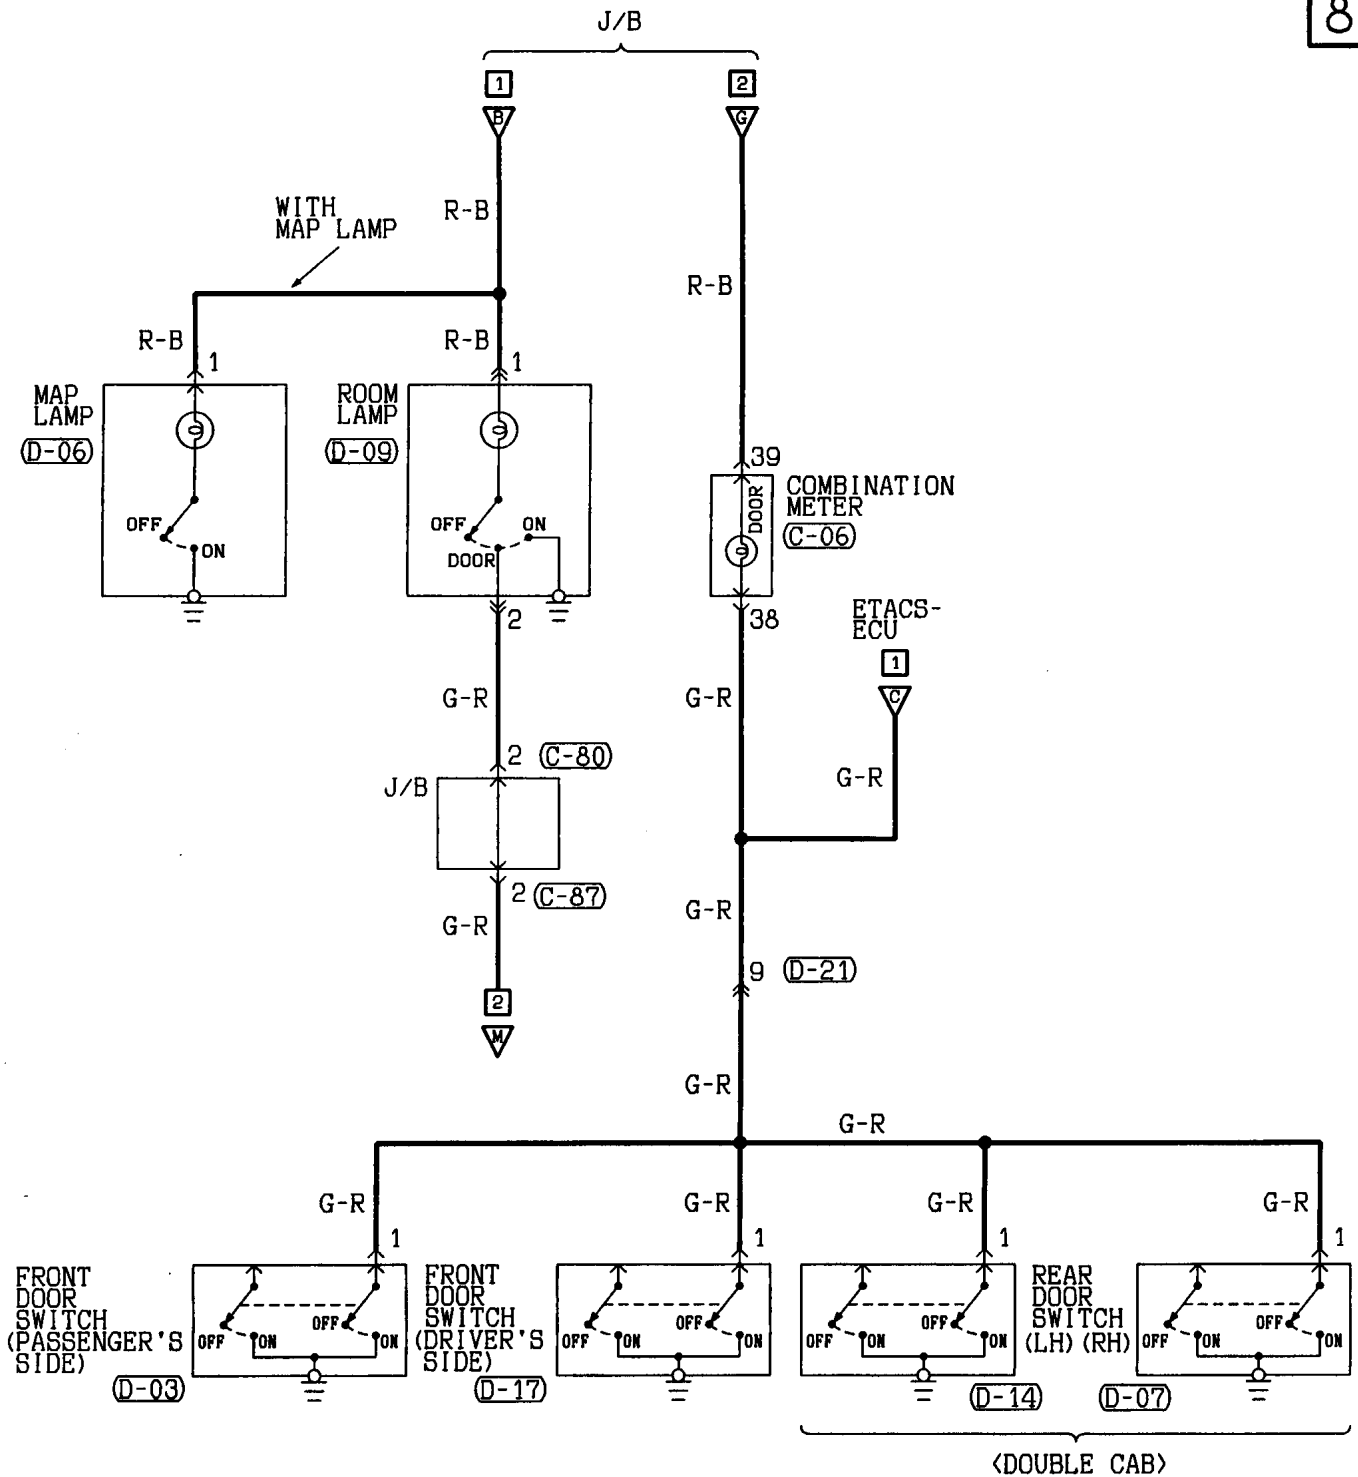 8
J/B
1
2
B
G
WITH
MAP LAMP
R-B
R-B
R-B
R-B
1
1
MAP
LAMP
(D-06)
ROOM
LAMP
(D-09)
39
DOOR
COMBINATION
METER
(C-06)
OFF
ON
OFF
ON
DOOR
2
38
ETACS-
ECU
1
C
G-R
G-R
G-R
2
(C-80)
J/B
2
(C-87)
G-R
G-R
9
(D-21)
2
M
G-R
G-R
G-R
G-R
G-R
G-R
1
1
1
1
FRONT
DOOR
SWITCH
(PASSENGER'S
SIDE)
(D-03)
OFF
ON
OFF
ON
FRONT
DOOR
SWITCH
(DRIVER'S
SIDE)
(D-17)
OFF
ON
OFF
ON
OFF
ON
OFF
ON
REAR
DOOR
SWITCH
(LH)(RH)
(D-14)
(D-07)
OFF
ON
OFF
ON
<DOUBLE CAB>